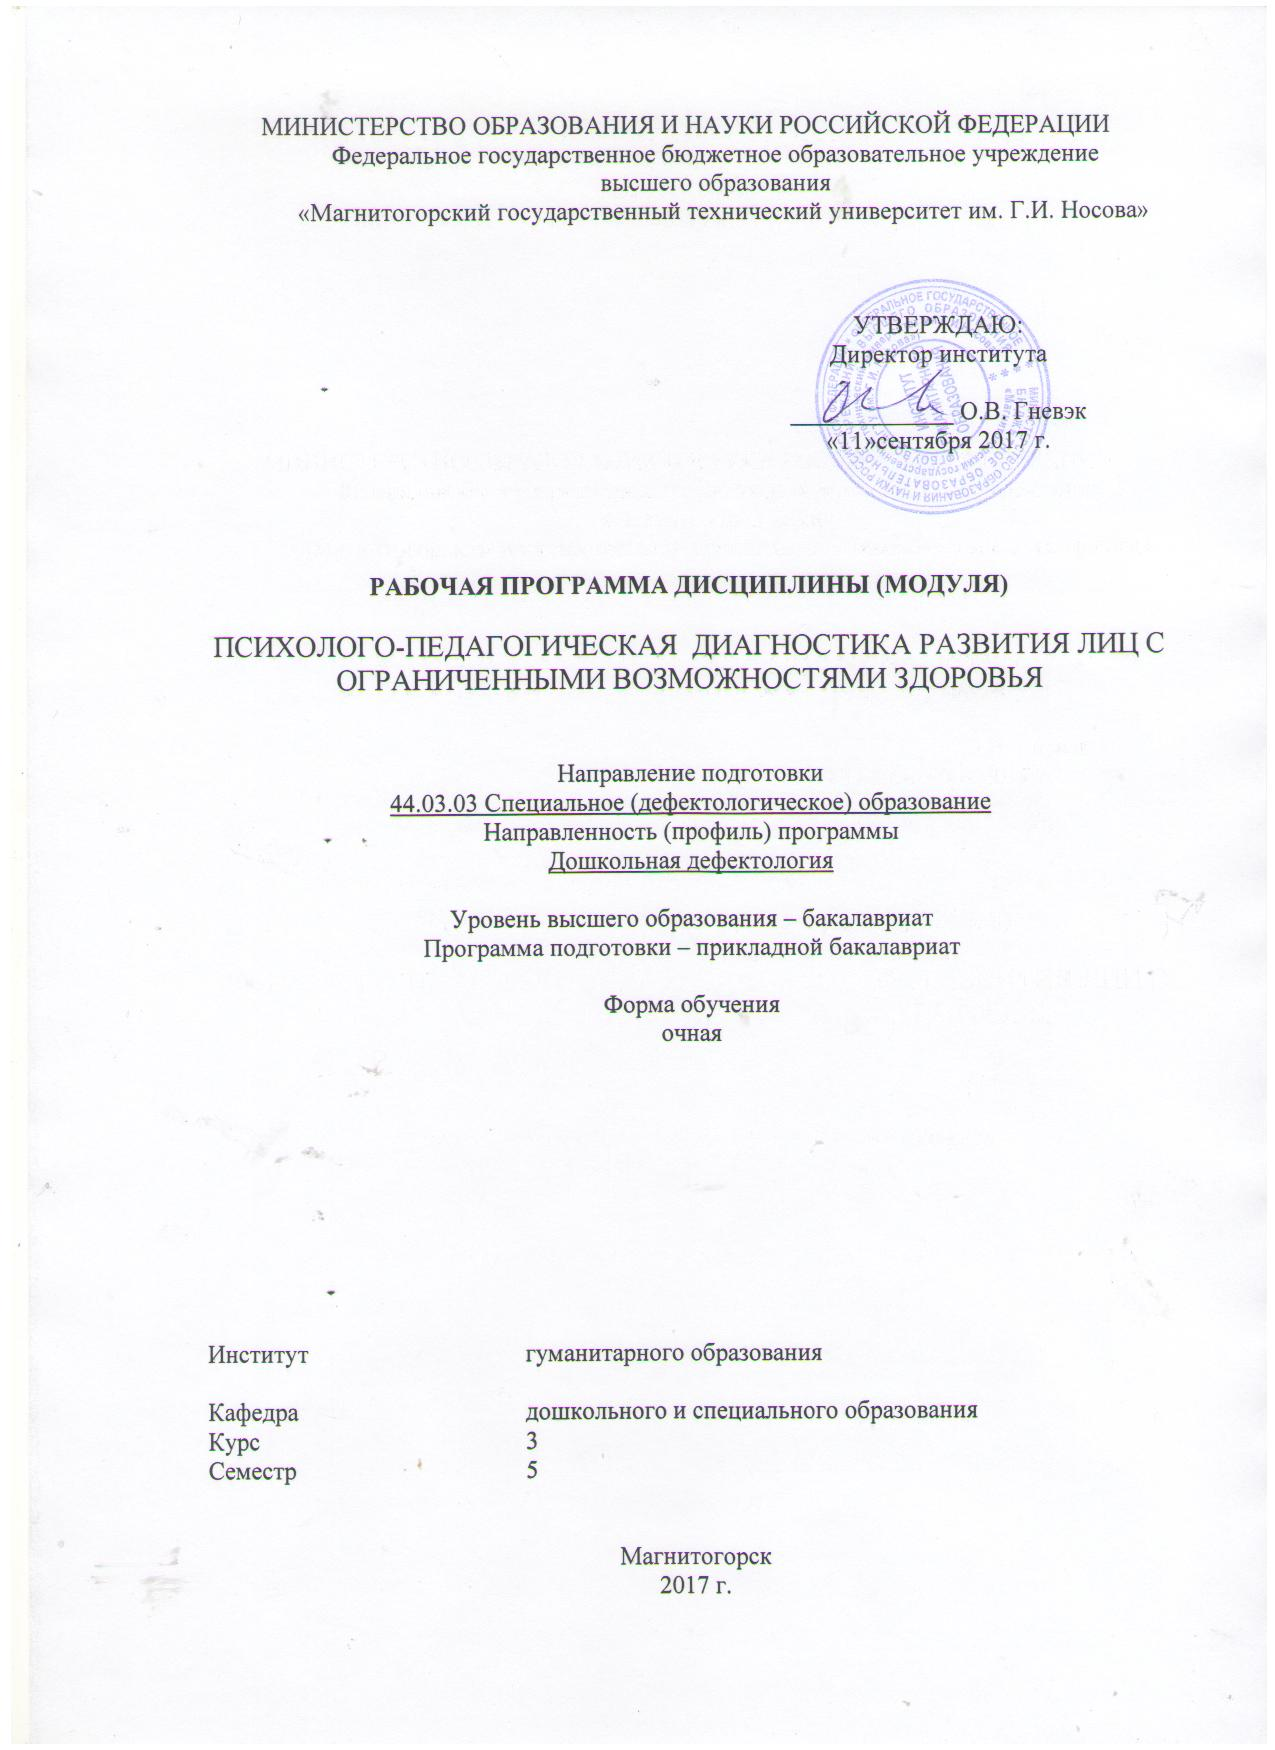 МИНИСТЕРСТВО ОБРАЗОВАНИЯ И НАУКИ РОССИЙСКОЙ ФЕДЕРАЦИИ
Федеральное государственное бюджетное образовательное учреждение
высшего образования
«Магнитогорский государственный технический университет им. Г.И. Носова»
УТВЕРЖДАЮ:
Директор института
О.В. Гневэк
«11»сентября 2017 г.
РАБОЧАЯ ПРОГРАММА ДИСЦИПЛИНЫ (МОДУЛЯ)
ПСИХОЛОГО-ПЕДАГОГИЧЕСКАЯ ДИАГНОСТИКА РАЗВИТИЯ ЛИЦ С
ОГРАНИЧЕННЫМИ ВОЗМОЖНОСТЯМИ ЗДОРОВЬЯ
Направление подготовки
44.03.03 Специальное (дефектологическое) образование
Направленность (профиль) программы
Дошкольная дефектология
Уровень высшего образования – бакалавриат
Программа подготовки – прикладной бакалавриат
Форма обучения
очная
Институт гуманитарного образования
Кафедра дошкольного и специального образования
Курс 3
Семестр 5
Магнитогорск
2017 г.